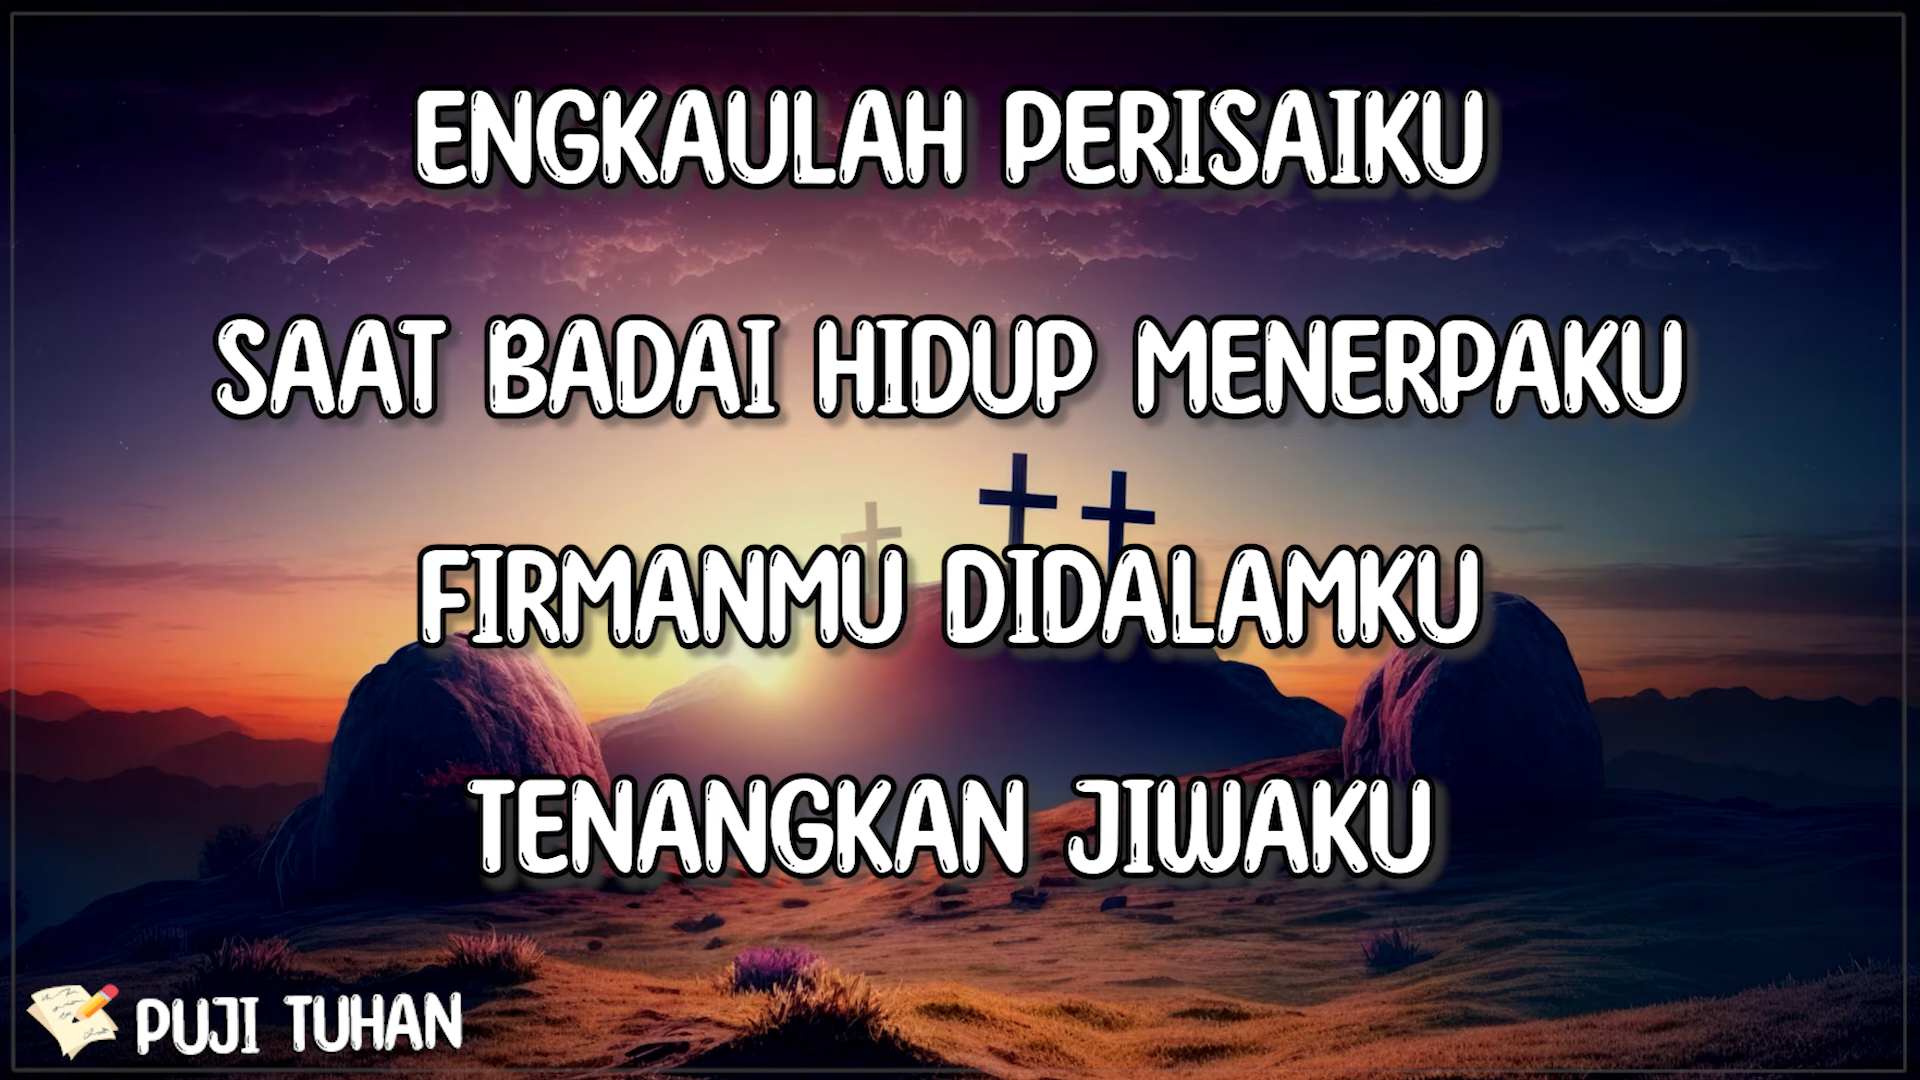 ENGKAULAH PERISAIKU
SAAT BADAI HIDUP MENERPAKU
FIRMANMU DIDALAMKU
TENANGKAN JIWAKU
PUJI TUHAN